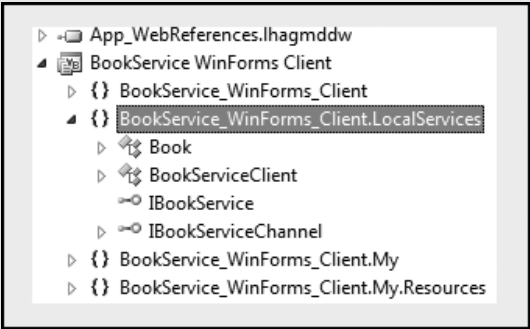 App_WebReferences.lhagmddw
BookService WinForms Client
{} BookService_WinForms_Client
{} BookService_WinForms_Client.LocalServices
Book
BookServiceClient
IBookService
IBookServiceChannel
{} BookService_WinForms_Client.My
{} BookService_WinForms_Client.My.Resources